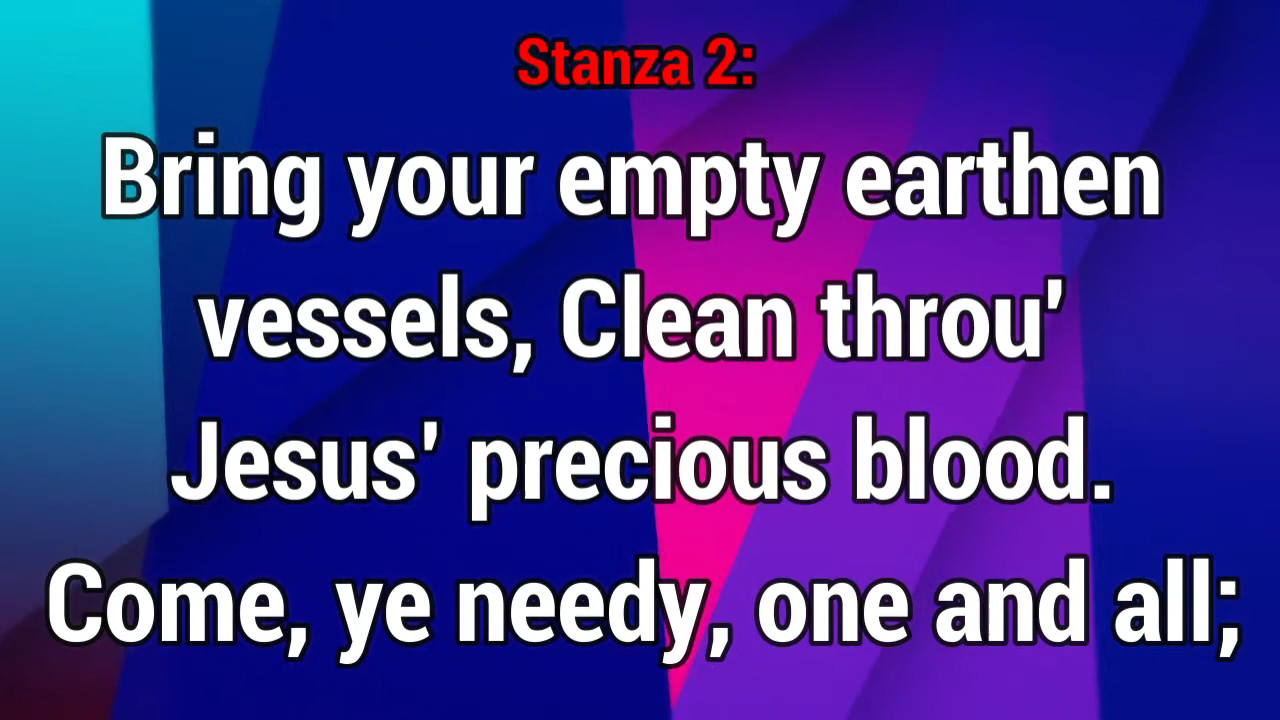 Stanza 2:
Bring your empty earthen
vessels, Clean throu'
Jesus' precious blood.
Come, ye needy, one and all;